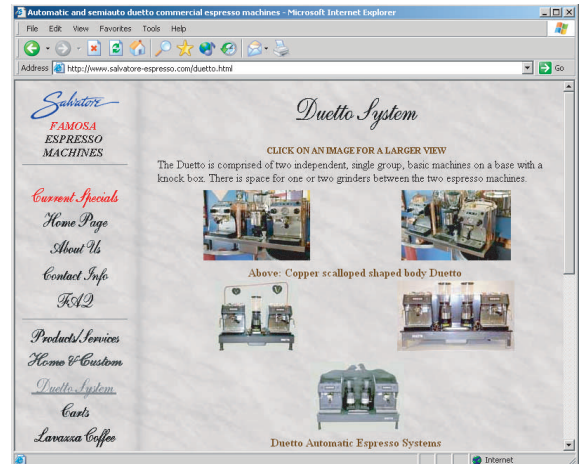 Automatic and semiauto duetto commercial espresso machines - Microsoft Internet Explorer
File Edit View Favorites Tools Help
Address http://www.salvatore-espresso.com/duetto.html Go
Salvatore
FAMOSA
ESPRESSO
MACHINES
Current Specials
Home Page
About Us
Contact Info
FAQ
Products/Services
Home & Custom
Duetto System
Carts
Lavazza Coffee
Duetto System
CLICK ON AN IMAGE FOR A LARGER VIEW
The Duetto is comprised of two independent, single group, basic machines on a base with a
knock box. There is space for one or two grinders between the two espresso machines.
Above: Copper scalloped shaped body Duetto
Duetto Automatic Espresso Systems
Internet